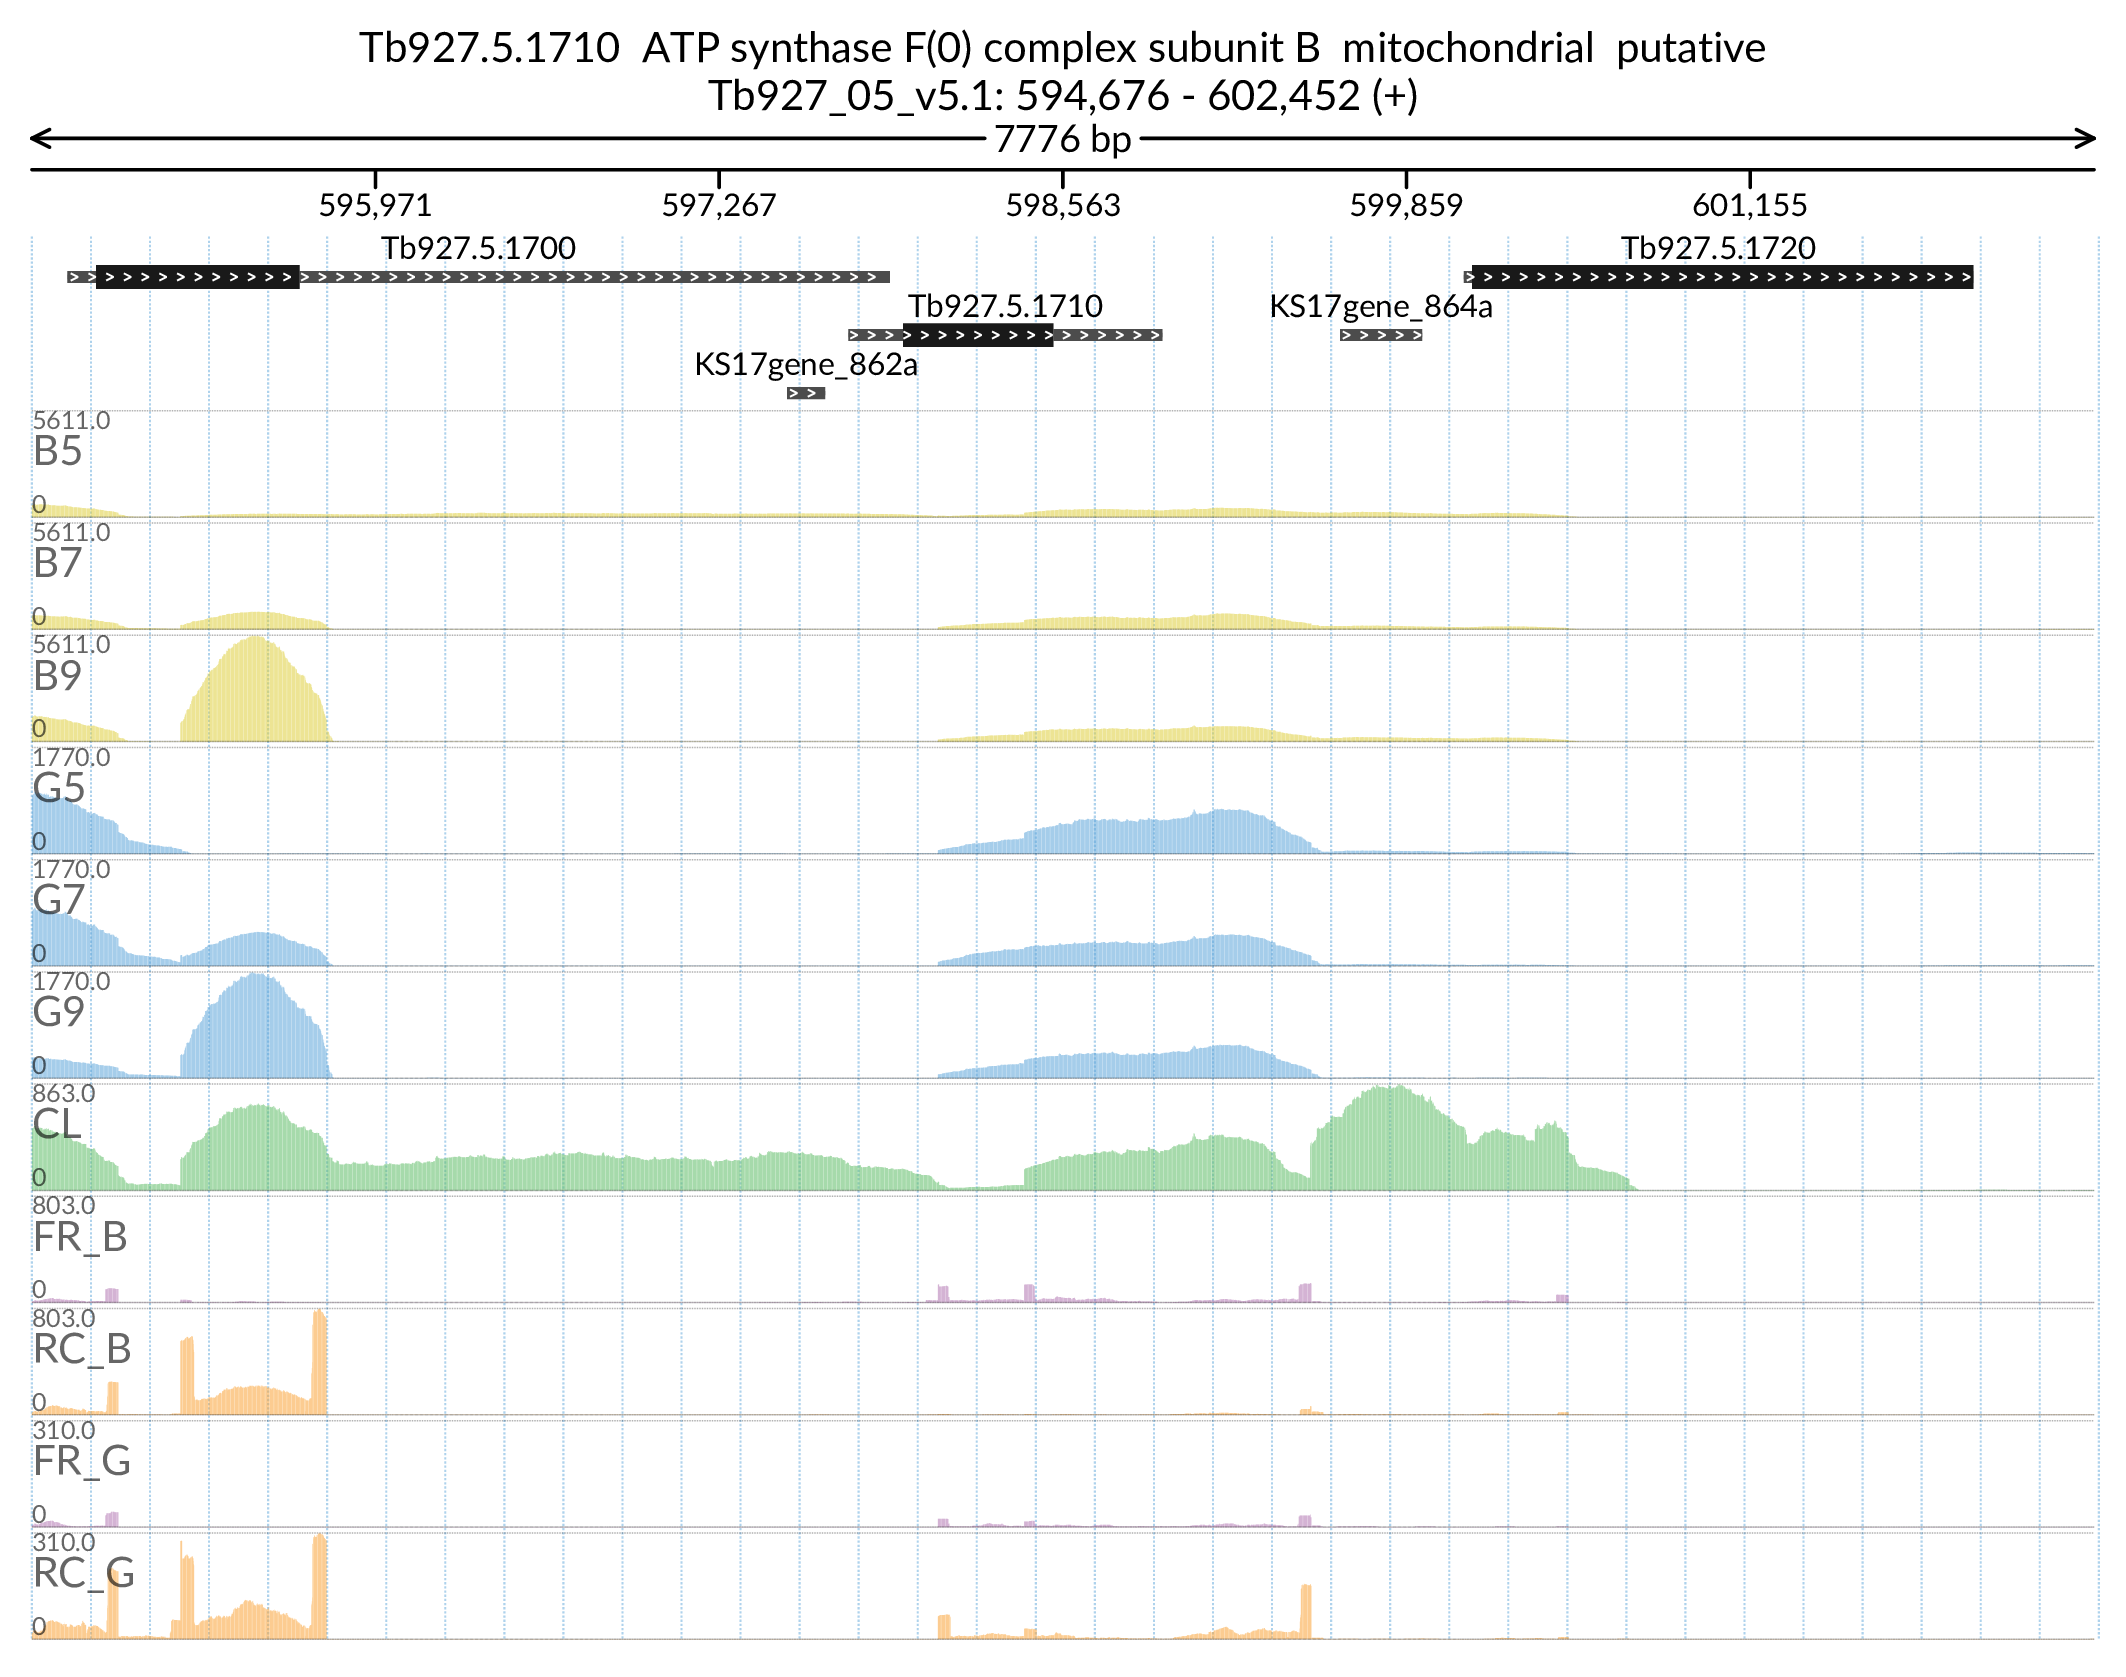 Tb927.5.1710 ATP synthase F(0) complex subunit B mitochondrial putative
Tb927_05_v5.1: 594,676 - 602,452 (+)
7776 bp
595,971 597,267 598,563 599,859 601,155
Tb927.5.1700 Tb927.5.1720
Tb927.5.1710 KS17gene_864a
KS17gene_862a
5611.0
B5
0
5611.0
B7
0
5611.0
B9
0
1770.0
G5
0
1770.0
G7
0
1770.0
G9
0
863.0
CL
0
803.0
FR_B
0
803.0
RC_B
0
310.0
FR_G
0
310.0
RC_G
0